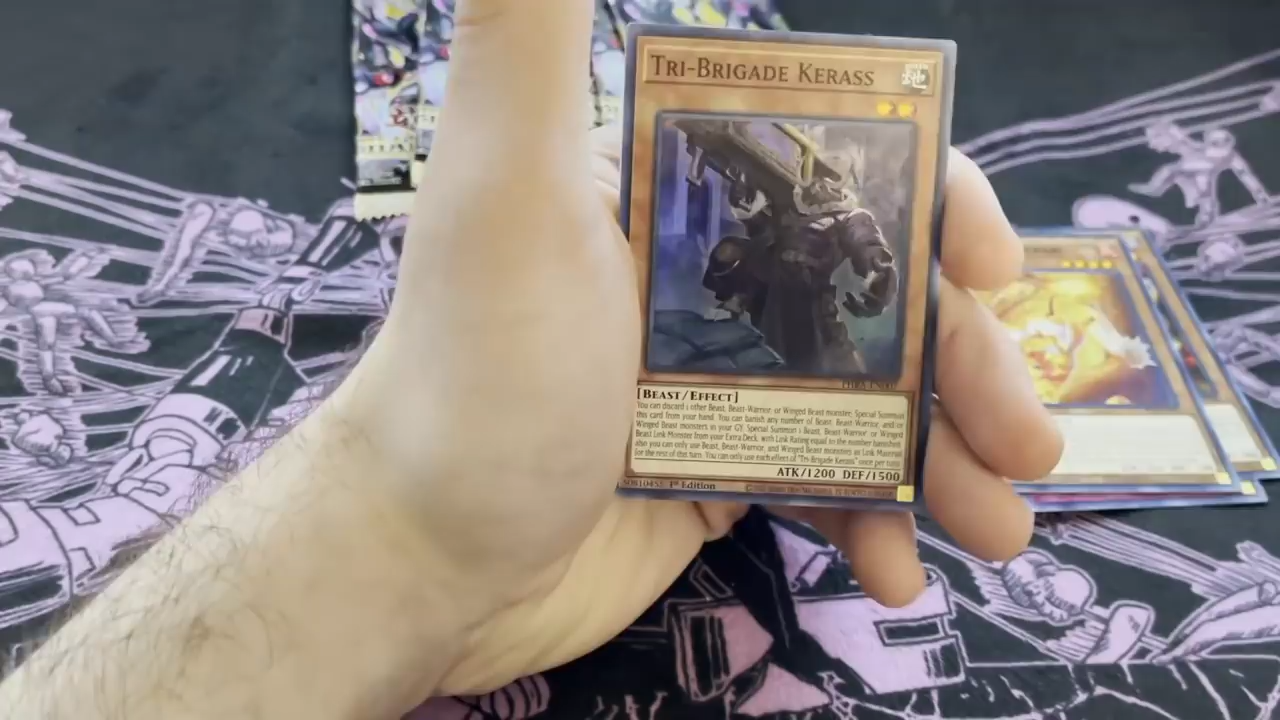 TRI-BRIGADE KERASS
PHRA-EN007
[BEAST/EFFECT]
You can discard 1 other Beast, Beast-Warrior, or Winged Beast monster; Special Summon
this card from your hand. You can banish any number of Beast, Beast-Warrior, and/or
Winged Beast monsters in your GY; Special Summon 1 Beast, Beast-Warrior, or Winged
Beast Link Monster from your Extra Deck, with Link Rating equal to the number banished,
also you can only use Beast, Beast-Warrior, and Winged Beast monsters as Link Material
for the rest of this turn. You can only use each effect of "Tri-Brigade Kerass" once per turn.
ATK/1200 DEF/1500
1st Edition